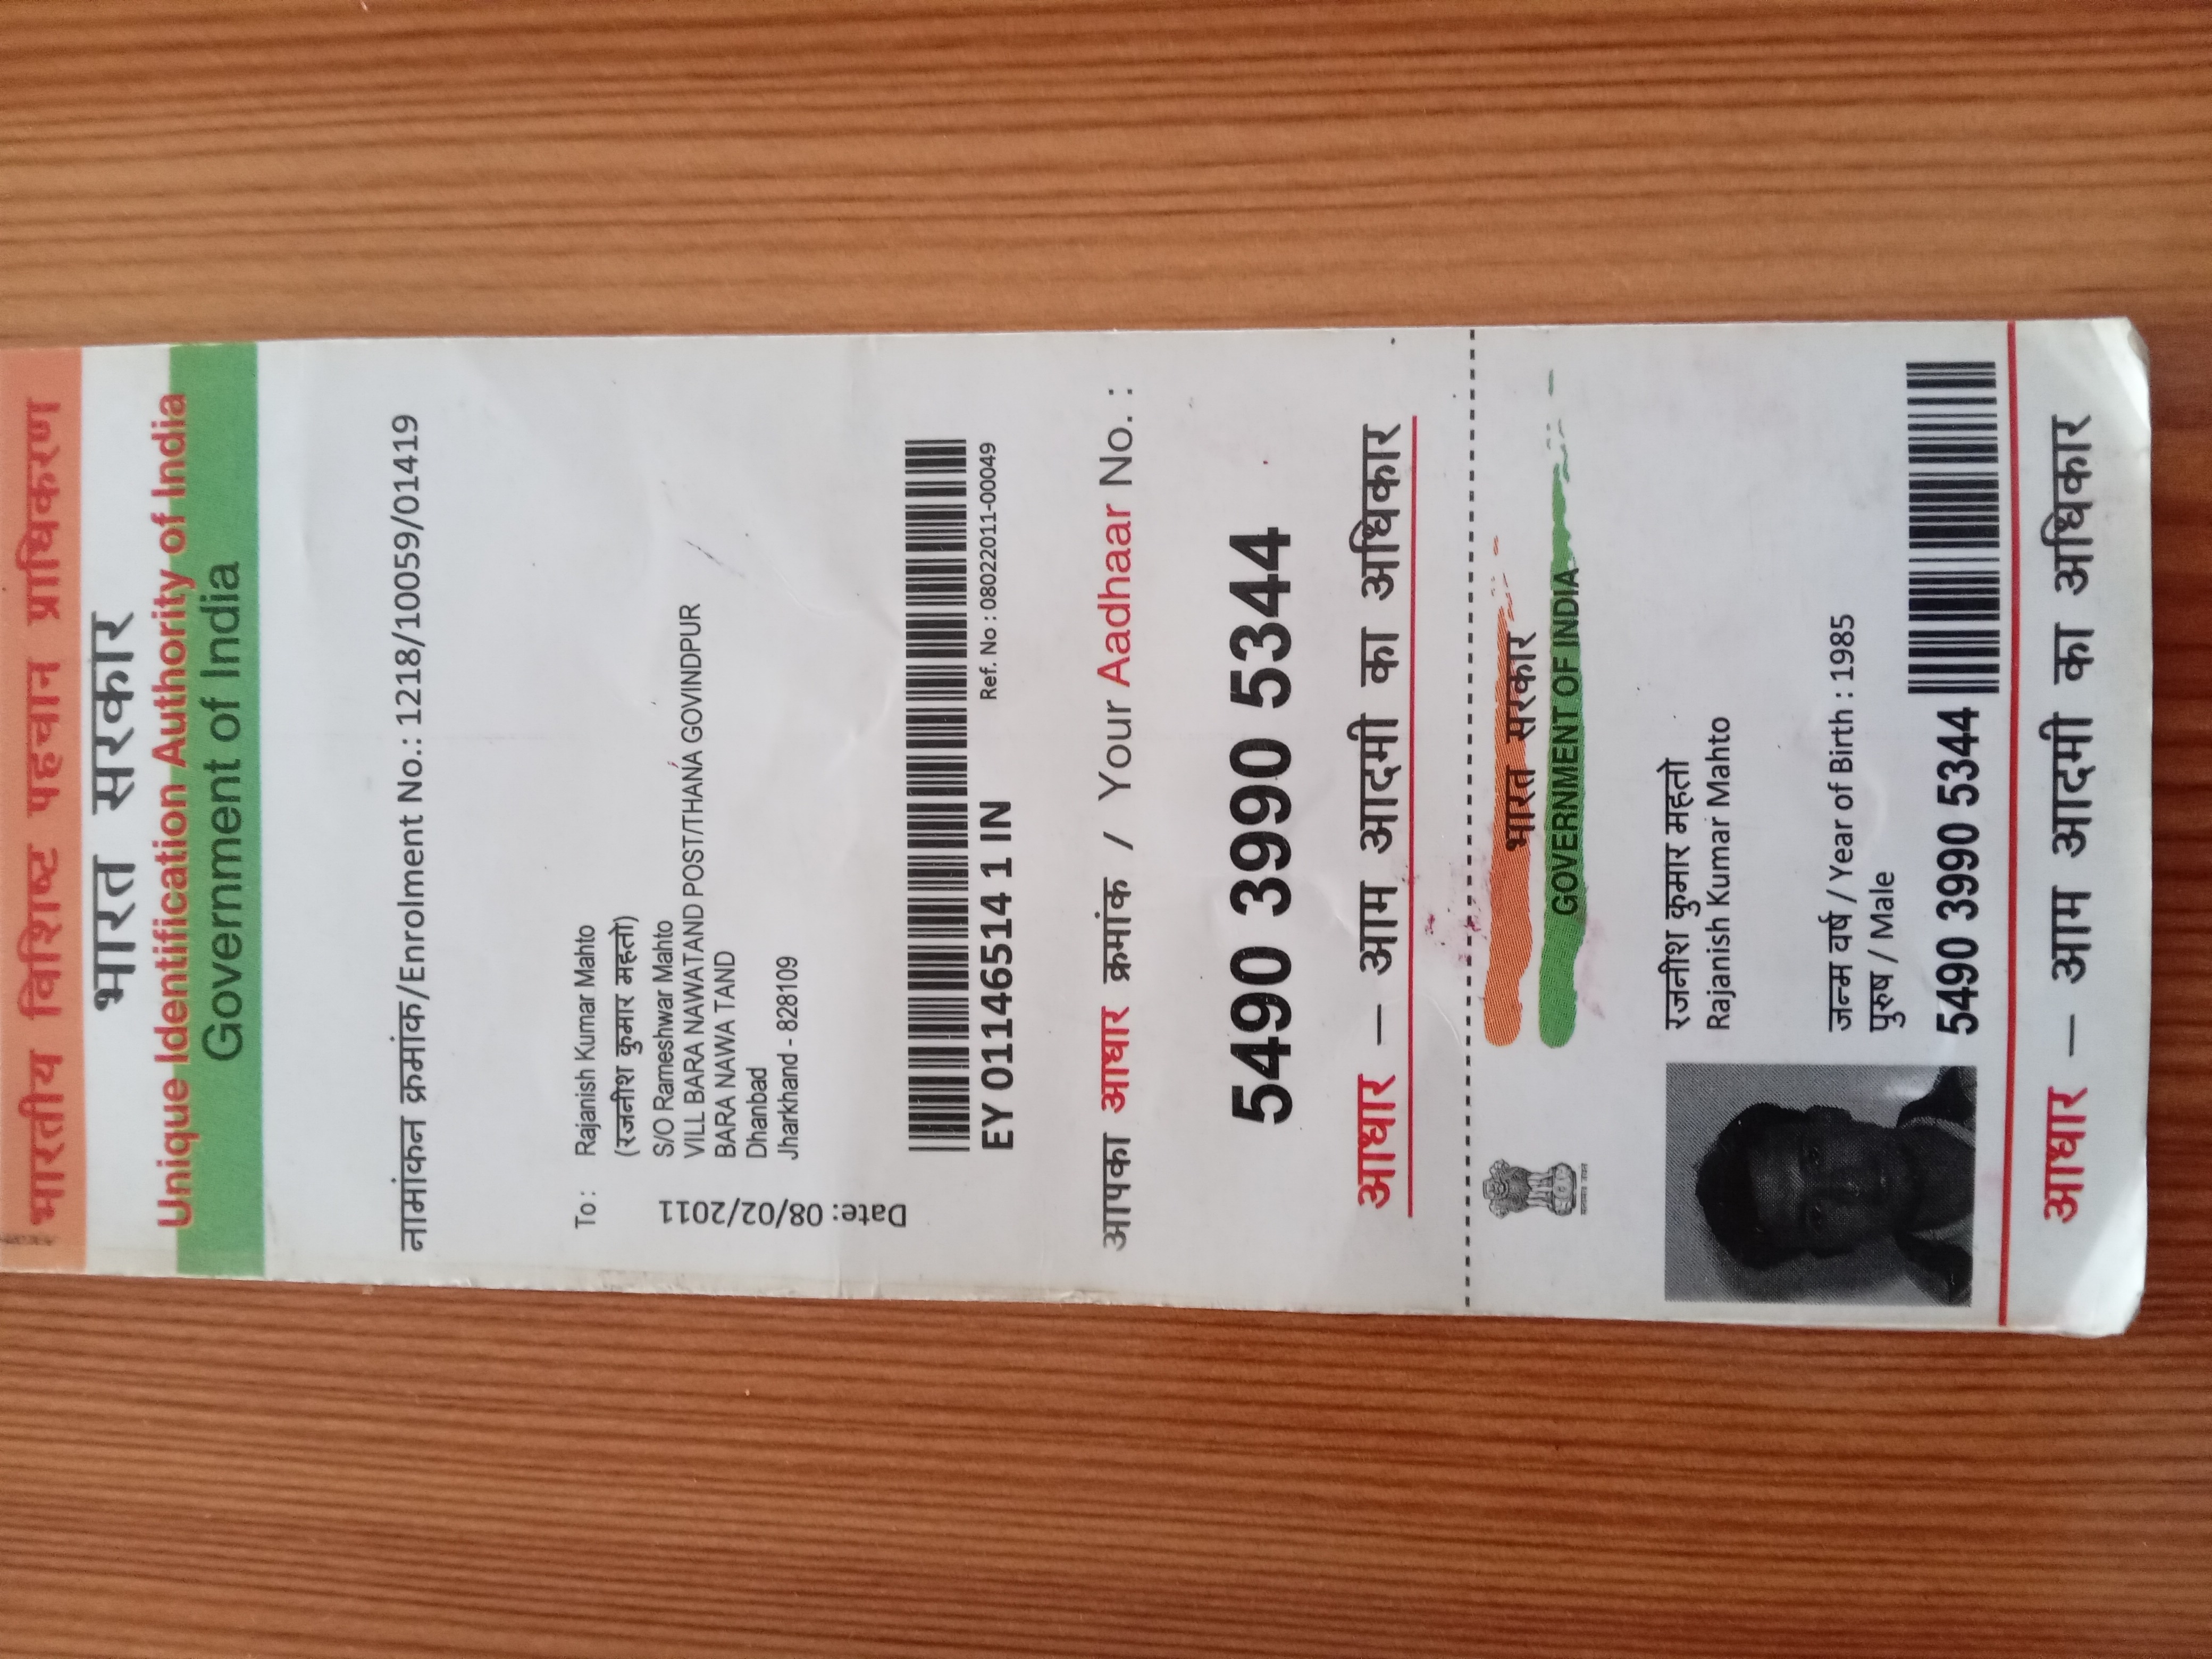 भारतीय विशिष्ट पहचान प्राधिकरण
भारत सरकार
Unique Identification Authority of India
Government of India
नामांकन क्रमांक/Enrolment No.: 1218/10059/01419
To: Rajanish Kumar Mahto
(रजनीश कुमार महतो)
S/O Rameshwar Mahto
VILL BARA NAWATAND POST/THANA GOVINDPUR
BARA NAWA TAND
Dhanbad
Jharkhand - 828109
Date: 08/02/2011
EY 01146514 1 IN
Ref. No : 08022011-00049
आपका आधार क्रमांक / Your Aadhaar No. :
5490 3990 5344
आधार — आम आदमी का अधिकार
भारत सरकार
GOVERNMENT OF INDIA
रजनीश कुमार महतो
Rajanish Kumar Mahto
जन्म वर्ष / Year of Birth : 1985
पुरुष / Male
5490 3990 5344
आधार — आम आदमी का अधिकार